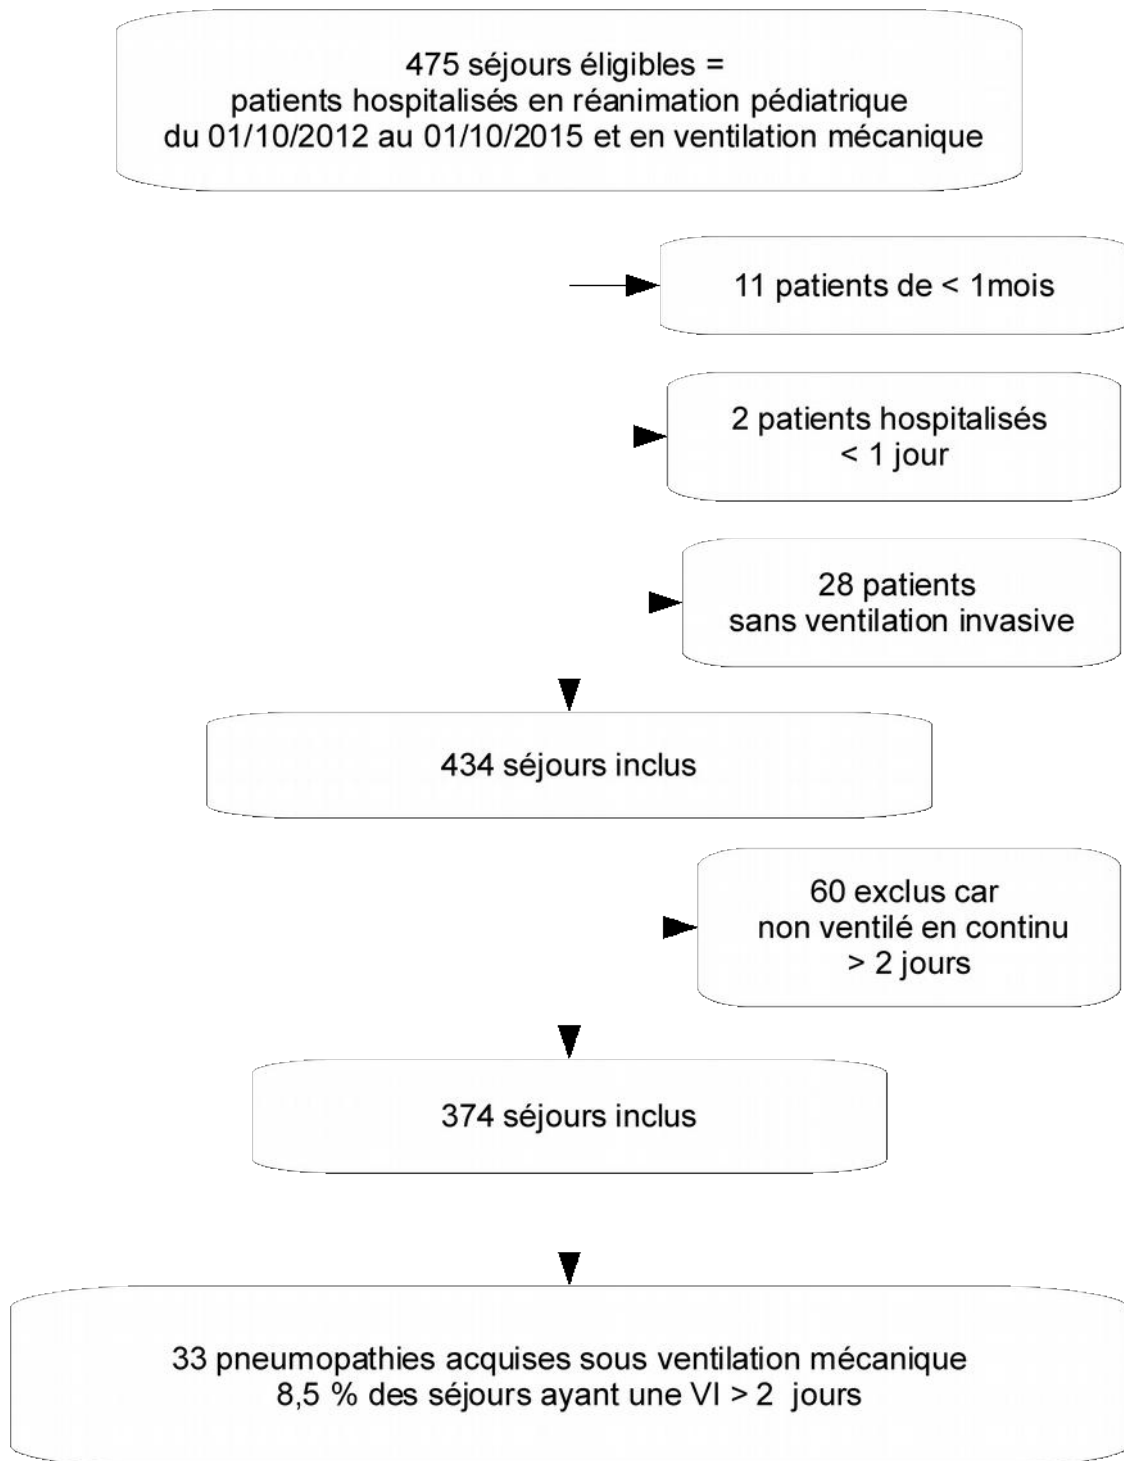 475 séjours éligibles =
patients hospitalisés en réanimation pédiatrique
du 01/10/2012 au 01/10/2015 et en ventilation mécanique
11 patients de < 1mois
2 patients hospitalisés
< 1 jour
28 patients
sans ventilation invasive
434 séjours inclus
60 exclus car
non ventilé en continu
> 2 jours
374 séjours inclus
33 pneumopathies acquises sous ventilation mécanique
8,5 % des séjours ayant une VI > 2 jours